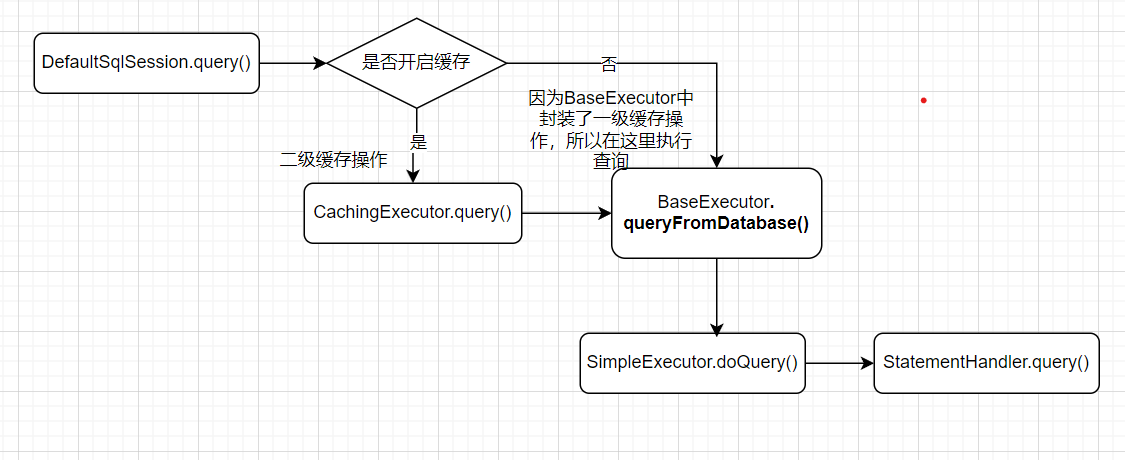 DefaultSqlSession.query()
是否开启缓存
否
因为BaseExecutor中
封装了一级缓存操
作，所以在这里执行
查询
是
二级缓存操作
CachingExecutor.query()
BaseExecutor.
queryFromDatabase()
SimpleExecutor.doQuery()
StatementHandler.query()